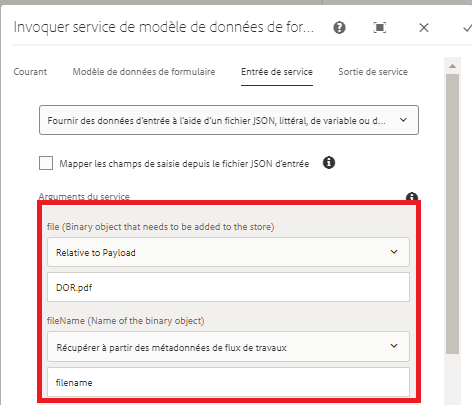 Invoquer service de modèle de données de for...
Courant Modèle de données de formulaire Entrée de service Sortie de service
Fournir des données d'entrée à l'aide d'un fichier JSON, littéral, de variable ou d...
Mapper les champs de saisie depuis le fichier JSON d'entrée
Arguments du service
file (Binary object that needs to be added to the store)
Relative to Payload
DOR.pdf
fileName (Name of the binary object)
Récupérer à partir des métadonnées de flux de travaux
filename